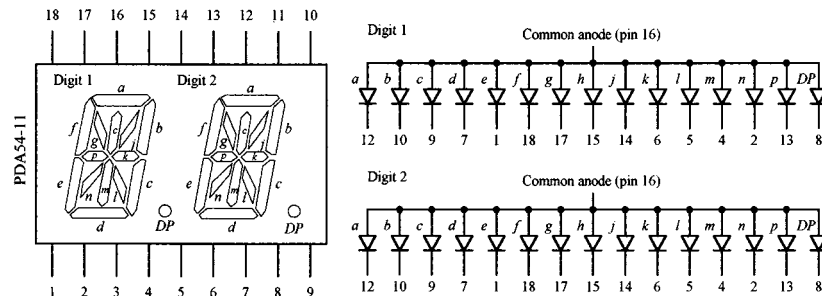 18 17 16 15 14 13 12 11 10
PDA54-11
Digit 1 Digit 2
a a
f b f b
g c j g c j
p k p k
e n m l c e n m l c
d DP d DP
1 2 3 4 5 6 7 8 9
Digit 1
Common anode (pin 16)
a b c d e f g h j k l m n p DP
12 10 9 7 1 18 17 15 14 6 5 4 2 13 8
Digit 2
Common anode (pin 16)
a b c d e f g h j k l m n p DP
12 10 9 7 1 18 17 15 14 6 5 4 2 13 8